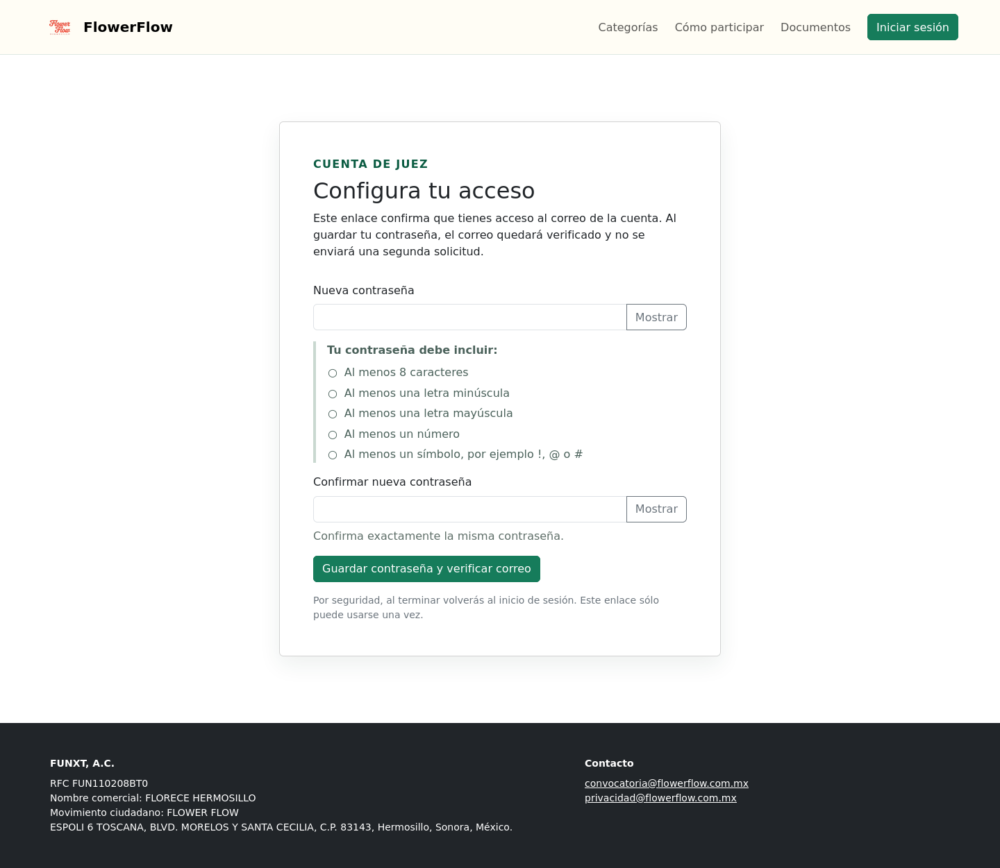 Flower
Flow
FlowerFlow
Categorías
Cómo participar
Documentos
Iniciar sesión
CUENTA DE JUEZ
Configura tu acceso
Este enlace confirma que tienes acceso al correo de la cuenta. Al
guardar tu contraseña, el correo quedará verificado y no se
enviará una segunda solicitud.
Nueva contraseña
Mostrar
Tu contraseña debe incluir:
Al menos 8 caracteres
Al menos una letra minúscula
Al menos una letra mayúscula
Al menos un número
Al menos un símbolo, por ejemplo !, @ o #
Confirmar nueva contraseña
Mostrar
Confirma exactamente la misma contraseña.
Guardar contraseña y verificar correo
Por seguridad, al terminar volverás al inicio de sesión. Este enlace sólo
puede usarse una vez.
FUNXT, A.C.
RFC FUN110208BT0
Nombre comercial: FLORECE HERMOSILLO
Movimiento ciudadano: FLOWER FLOW
ESPOLI 6 TOSCANA, BLVD. MORELOS Y SANTA CECILIA, C.P. 83143, Hermosillo, Sonora, México.
Contacto
convocatoria@flowerflow.com.mx
privacidad@flowerflow.com.mx